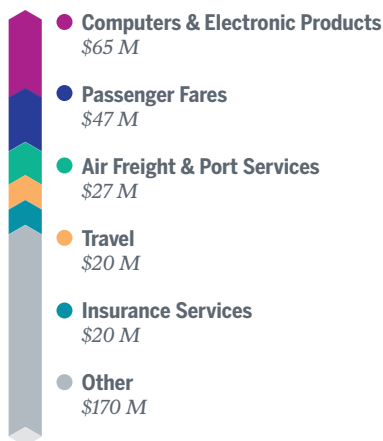 Computers & Electronic Products
$65 M
Passenger Fares
$47 M
Air Freight & Port Services
$27 M
Travel
$20 M
Insurance Services
$20 M
Other
$170 M